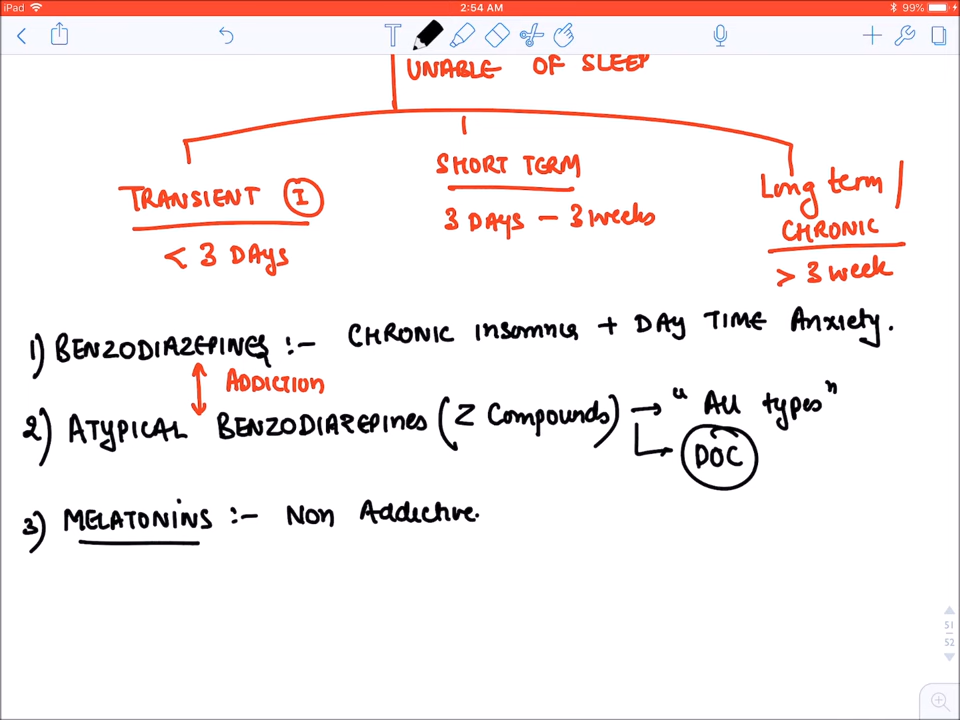 iPad
2:54 AM
99%
T
UNABLE OF SLEEP
TRANSIENT I
< 3 DAYS
SHORT TERM
3 DAYS – 3 weeks
Long term /
CHRONIC
> 3 week
1) BENZODIAZEPINES :- CHRONIC insomnia + DAY TIME Anxiety.
ADDICTION
2) ATYPICAL BENZODIAZEPINES (Z Compounds) → "All types"
DOC
3) MELATONINS :- Non Addictive.
51
52